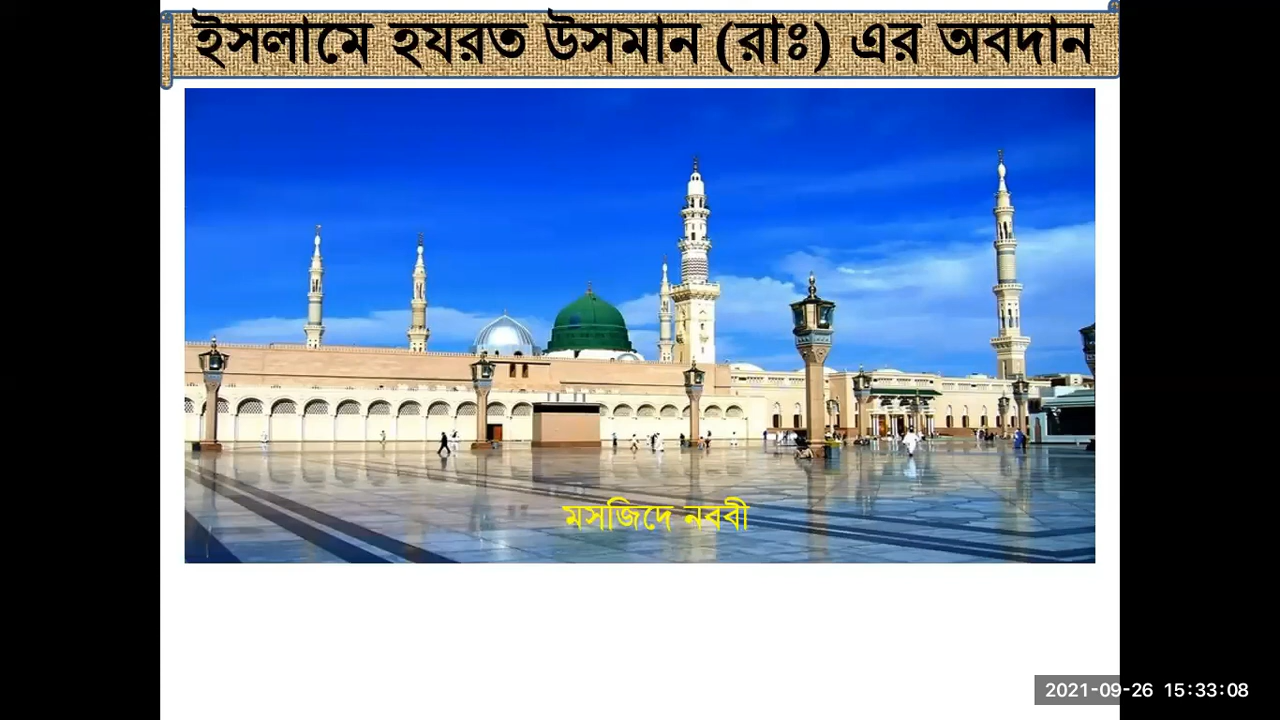 ইসলামে হযরত উসমান (রাঃ) এর অবদান
মসজিদে নববী
2021-09-26 15:33:08